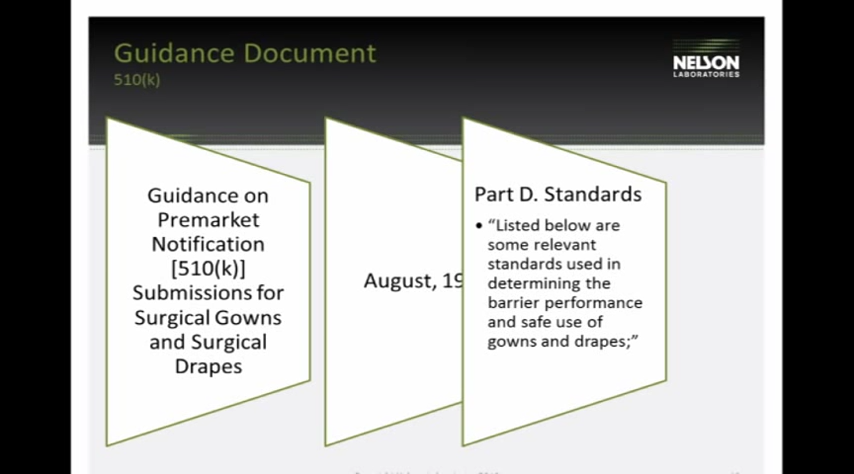 Guidance Document
510(k)
NELSON
LABORATORIES
Guidance on
Premarket
Notification
[510(k)]
Submissions for
Surgical Gowns
and Surgical
Drapes
August, 19
Part D. Standards
• “Listed below are
some relevant
standards used in
determining the
barrier performance
and safe use of
gowns and drapes;”